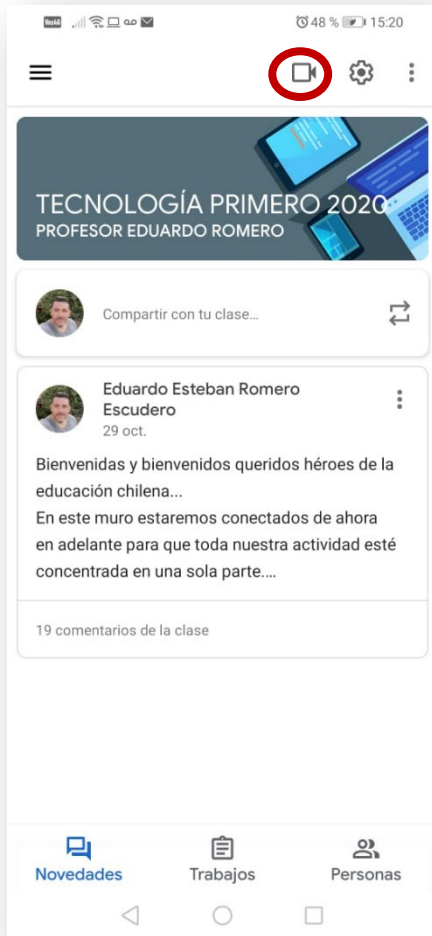 48 % 15:20
TECNOLOGÍA PRIMERO 2020
PROFESOR EDUARDO ROMERO
Compartir con tu clase...
Eduardo Esteban Romero
Escudero
29 oct.
Bienvenidas y bienvenidos queridos héroes de la
educación chilena...
En este muro estaremos conectados de ahora
en adelante para que toda nuestra actividad esté
concentrada en una sola parte....
19 comentarios de la clase
Novedades Trabajos Personas